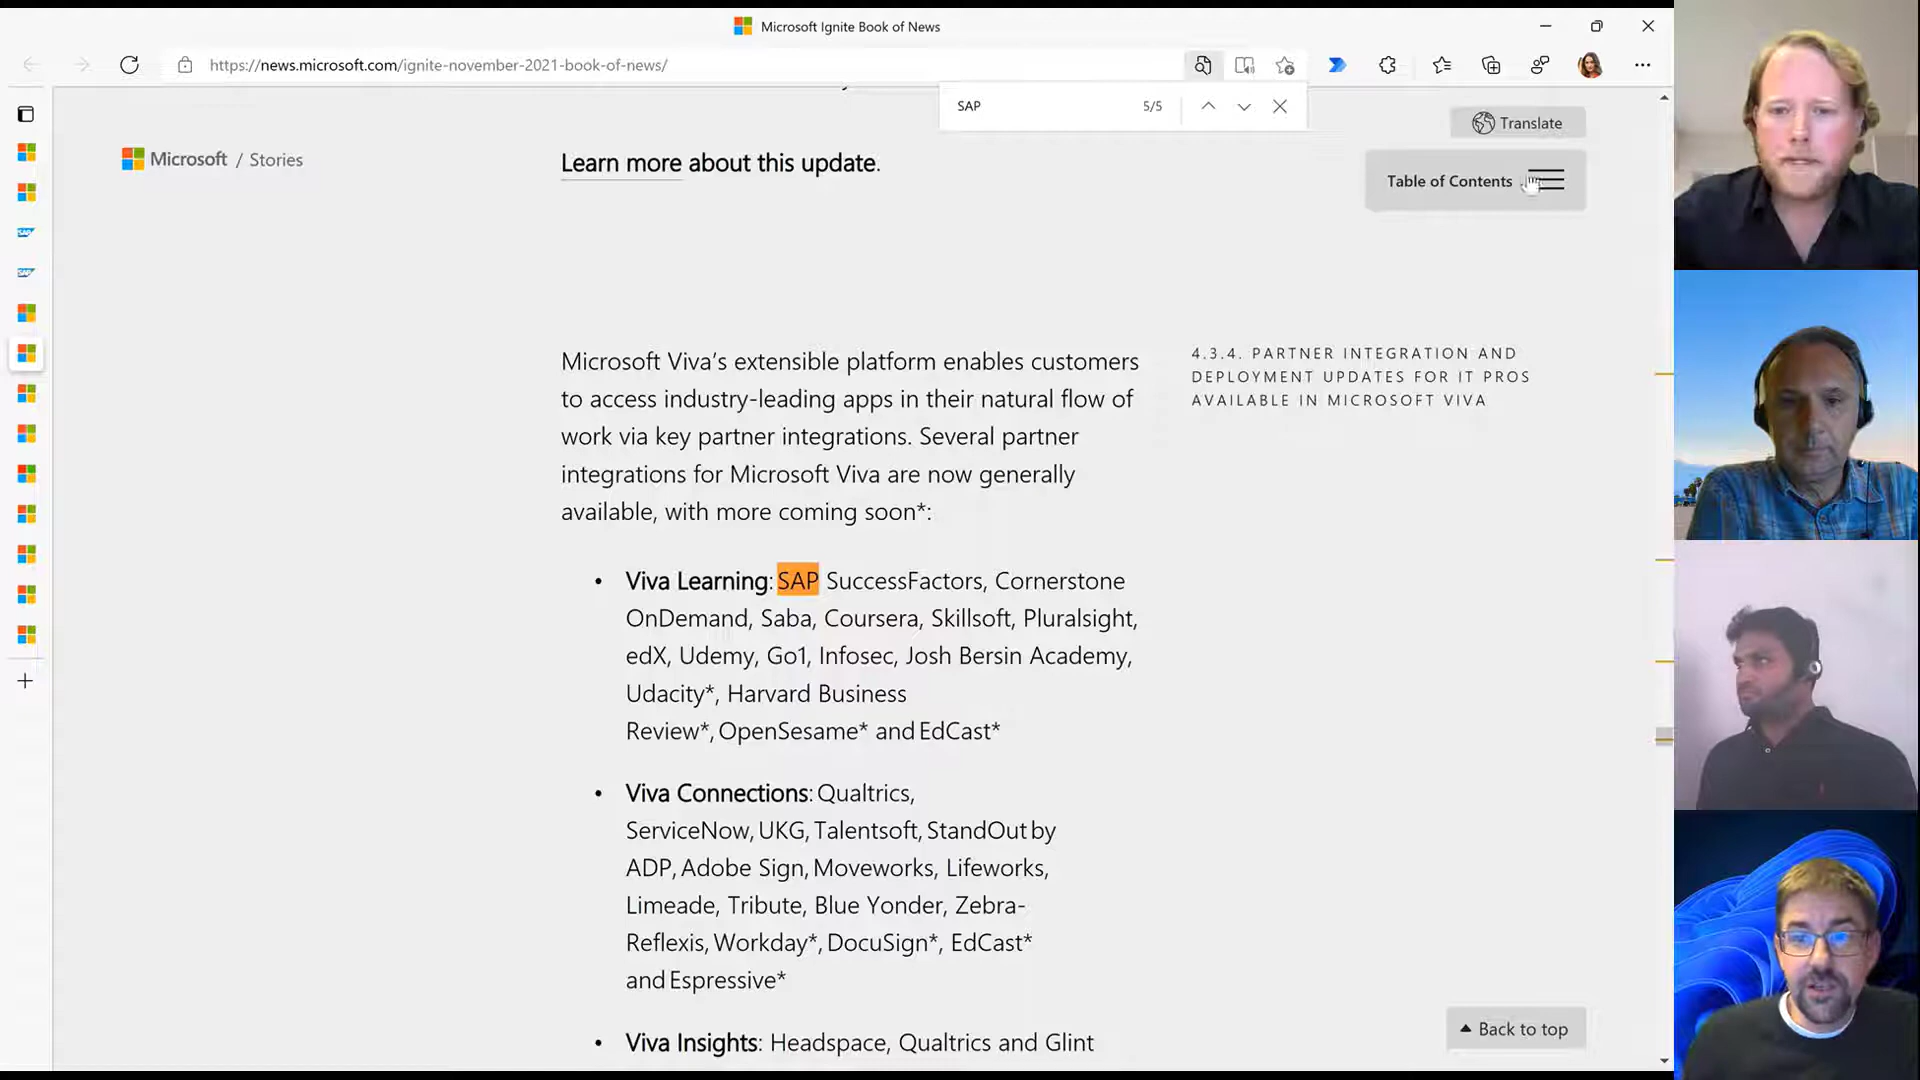 Microsoft Ignite Book of News
https://news.microsoft.com/ignite-november-2021-book-of-news/
SAP 5/5
Translate
Microsoft / Stories
Learn more about this update.
Table of Contents
Microsoft Viva’s extensible platform enables customers
to access industry-leading apps in their natural flow of
work via key partner integrations. Several partner
integrations for Microsoft Viva are now generally
available, with more coming soon*:
4.3.4. PARTNER INTEGRATION AND
DEPLOYMENT UPDATES FOR IT PROS
AVAILABLE IN MICROSOFT VIVA
• Viva Learning: SAP SuccessFactors, Cornerstone
OnDemand, Saba, Coursera, Skillsoft, Pluralsight,
edX, Udemy, Go1, Infosec, Josh Bersin Academy,
Udacity*, Harvard Business
Review*, OpenSesame* and EdCast*
• Viva Connections: Qualtrics,
ServiceNow, UKG, Talentsoft, StandOut by
ADP, Adobe Sign, Moveworks, Lifeworks,
Limeade, Tribute, Blue Yonder, Zebra-
Reflexis, Workday*, DocuSign*, EdCast*
and Espressive*
• Viva Insights: Headspace, Qualtrics and Glint
Back to top
SAP
SAP